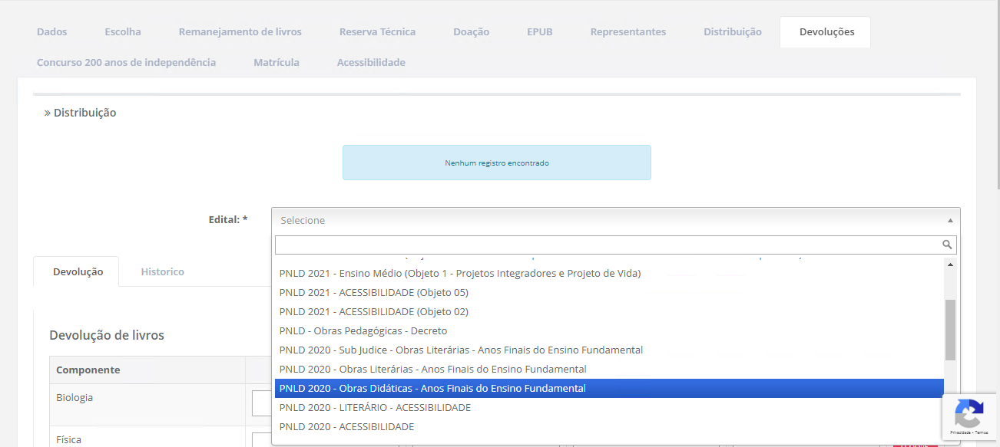 Dados Escolha Remanejamento de livros Reserva Técnica Doação EPUB Representantes Distribuição Devoluções
Concurso 200 anos de independência Matrícula Acessibilidade
» Distribuição
Nenhum registro encontrado
Edital: * Selecione
Devolução Historico
PNLD 2021 - Ensino Médio (Objeto 1 - Projetos Integradores e Projeto de Vida)
PNLD 2021 - ACESSIBILIDADE (Objeto 05)
PNLD 2021 - ACESSIBILIDADE (Objeto 02)
PNLD - Obras Pedagógicas - Decreto
PNLD 2020 - Sub Judice - Obras Literárias - Anos Finais do Ensino Fundamental
PNLD 2020 - Obras Literárias - Anos Finais do Ensino Fundamental
PNLD 2020 - Obras Didáticas - Anos Finais do Ensino Fundamental
PNLD 2020 - LITERÁRIO - ACESSIBILIDADE
PNLD 2020 - ACESSIBILIDADE
Devolução de livros
Componente
Biologia
Física
Privacidade - Termos